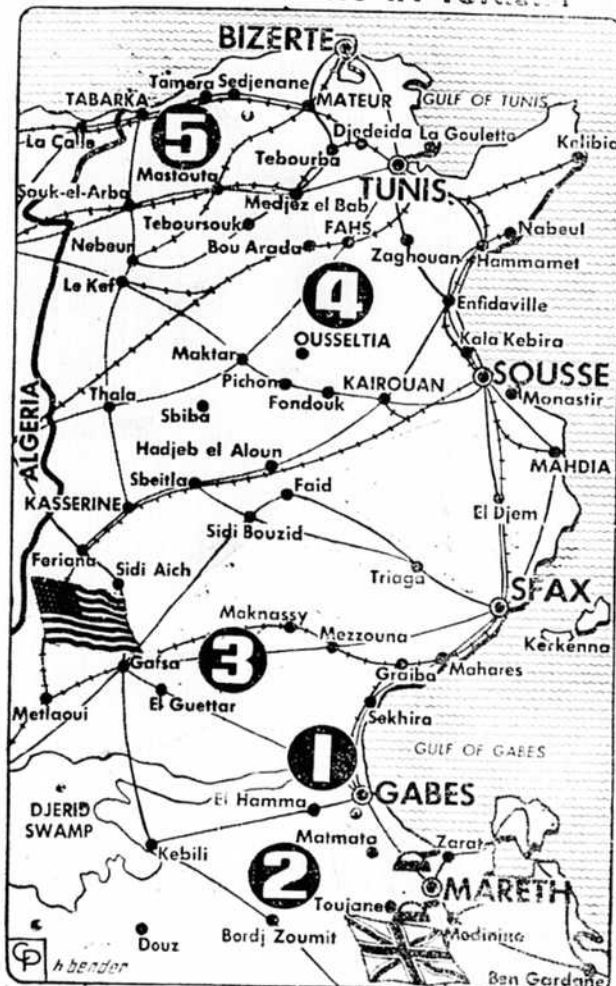 BIZERTE
Tamera Sedjenane
TABARKA
MATEUR
GULF OF TUNIS
La Calle
5
Djedeida La Goulette
Tebourba
Kelibia
Mastouta
TUNIS
Souk-el-Arba
Medjez el Bab
Teboursouk
FAHS
Nabeul
Nebeur
Bou Arada
Zaghouan
Hammamet
Le Kef
4
Enfidaville
OUSSELTIA
Kala Kebira
Maktar
SOUSSE
Pichon
KAIROUAN
Thala
Fondouk
Monastir
ALGERIA
Sbiba
Hadjeb el Aloun
MAHDIA
Sbeitla
Faid
KASSERINE
El Djem
Sidi Bouzid
Feriana
Sidi Aich
Triaga
SFAX
Maknassy
Kerkenna
Mezzouna
3
Gafsa
Graiba
Mahares
Metlaoui
El Guettar
Sekhira
1
GULF OF GABES
DJERID
SWAMP
El Hamma
GABES
Kebili
Matmata
Zarat
2
MARETH
Toujane
Bordj Zoumit
Medinine
Douz
CP h bender
Ben Gardane